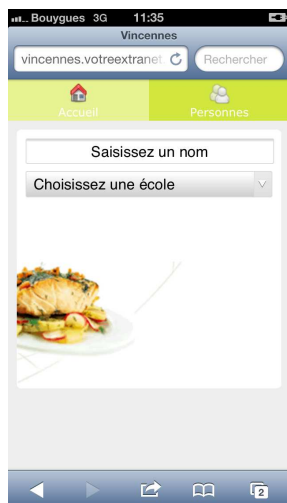 Bouygues 3G 11:35
Vincennes
vincennes.votreextranet
Rechercher
Accueil
Personnes
Saisissez un nom
Choisissez une école
2